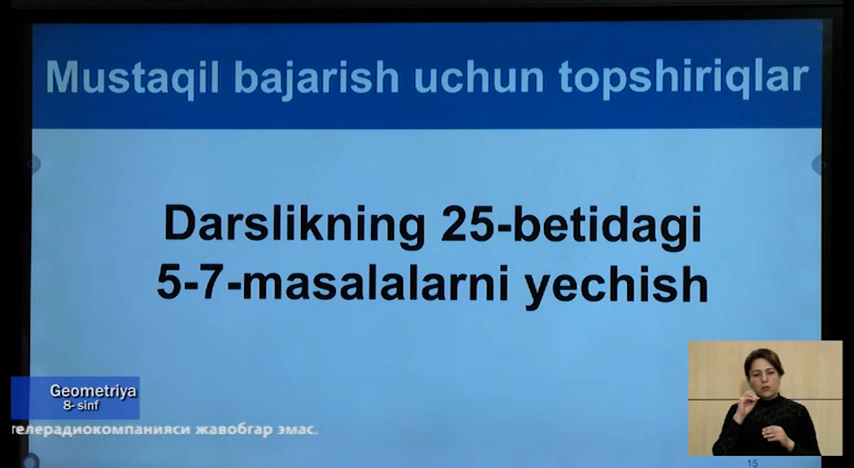 Mustaqil bajarish uchun topshiriqlar
Darslikning 25-betidagi
5-7-masalalarni yechish
Geometriya
8- sinf
телерадиокомпанияси жавобгар эмас.
15